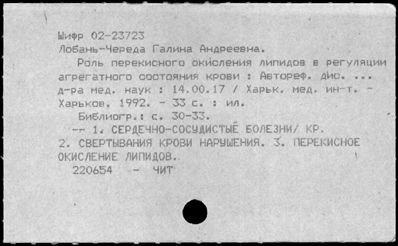 Шифр 02-23723
Лобань-Череда Галина Андреевна.
Роль перекисного окисления липидов в регуляции
агрегатного состояния крови : Автореф. дис. ...
д-ра мед. наук : 14.00.17 / Харьк. мед. ин-т. -
Харьков, 1992. - 33 с. : ил.
Библиогр.: с. 30-33.
-- 1. СЕРДЕЧНО-СОСУДИСТЫЕ БОЛЕЗНИ/ КР.
2. СВЕРТЫВАНИЯ КРОВИ НАРУШЕНИЯ. 3. ПЕРЕКИСНОЕ
ОКИСЛЕНИЕ ЛИПИДОВ.
220654 - ЧИТ